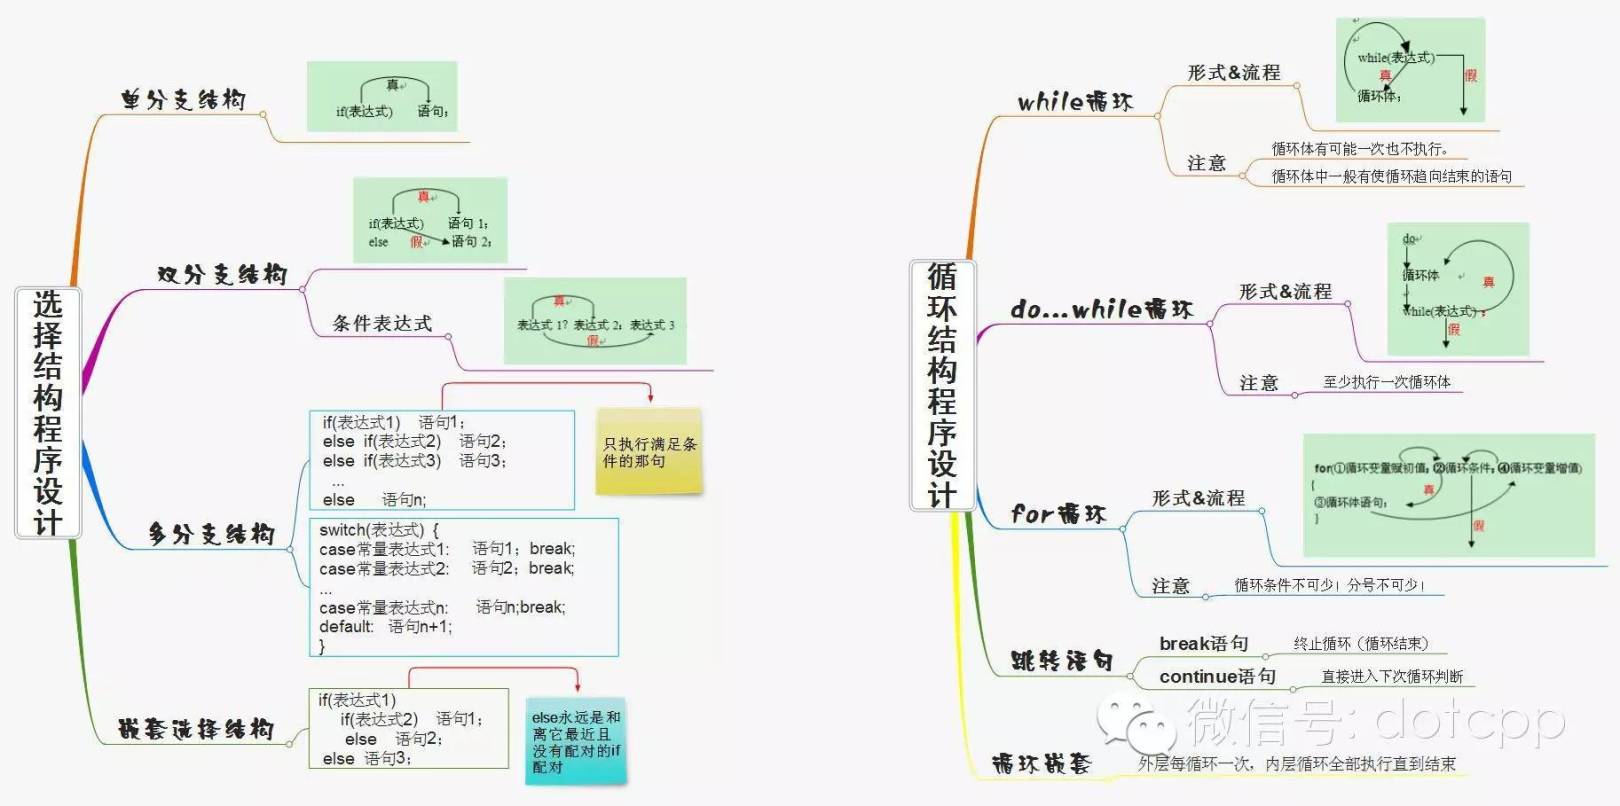 选择结构程序设计
单分支结构
真
if(表达式) 语句;
双分支结构
真
if(表达式) 语句 1;
else 假 语句 2;
条件表达式
真
表达式 1? 表达式 2: 表达式 3
假
多分支结构
if(表达式1) 语句1;
else if(表达式2) 语句2;
else if(表达式3) 语句3;
...
else 语句n;
只执行满足条
件的那句
switch(表达式) {
case常量表达式1: 语句1; break;
case常量表达式2: 语句2; break;
...
case常量表达式n: 语句n;break;
default: 语句n+1;
}
嵌套选择结构
if(表达式1)
if(表达式2) 语句1;
else 语句2;
else 语句3;
else永远是和
离它最近且
没有配对的if
配对
循环结构程序设计
while循环
形式&流程
while(表达式)
真 假
循环体;
注意
循环体有可能一次也不执行。
循环体中一般有使循环趋向结束的语句
do...while循环
形式&流程
do
循环体
真
while(表达式) ;
假
注意
至少执行一次循环体
for循环
形式&流程
for(①循环变量赋初值; ②循环条件; ④循环变量增值)
{
真
③循环体语句;
}
假
注意
循环条件不可少! 分号不可少!
跳转语句
break语句
终止循环（循环结束）
continue语句
直接进入下次循环判断
循环嵌套
外层每循环一次，内层循环全部执行直到结束
微信号: dotcpp